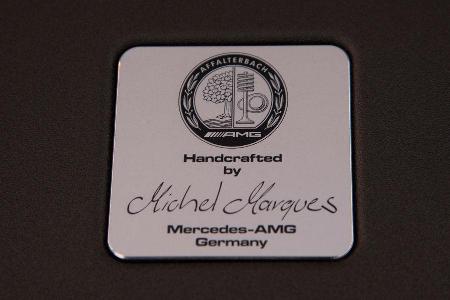 AFFALTERBACH
AMG
Handcrafted
by
Michel Marques
Mercedes-AMG
Germany